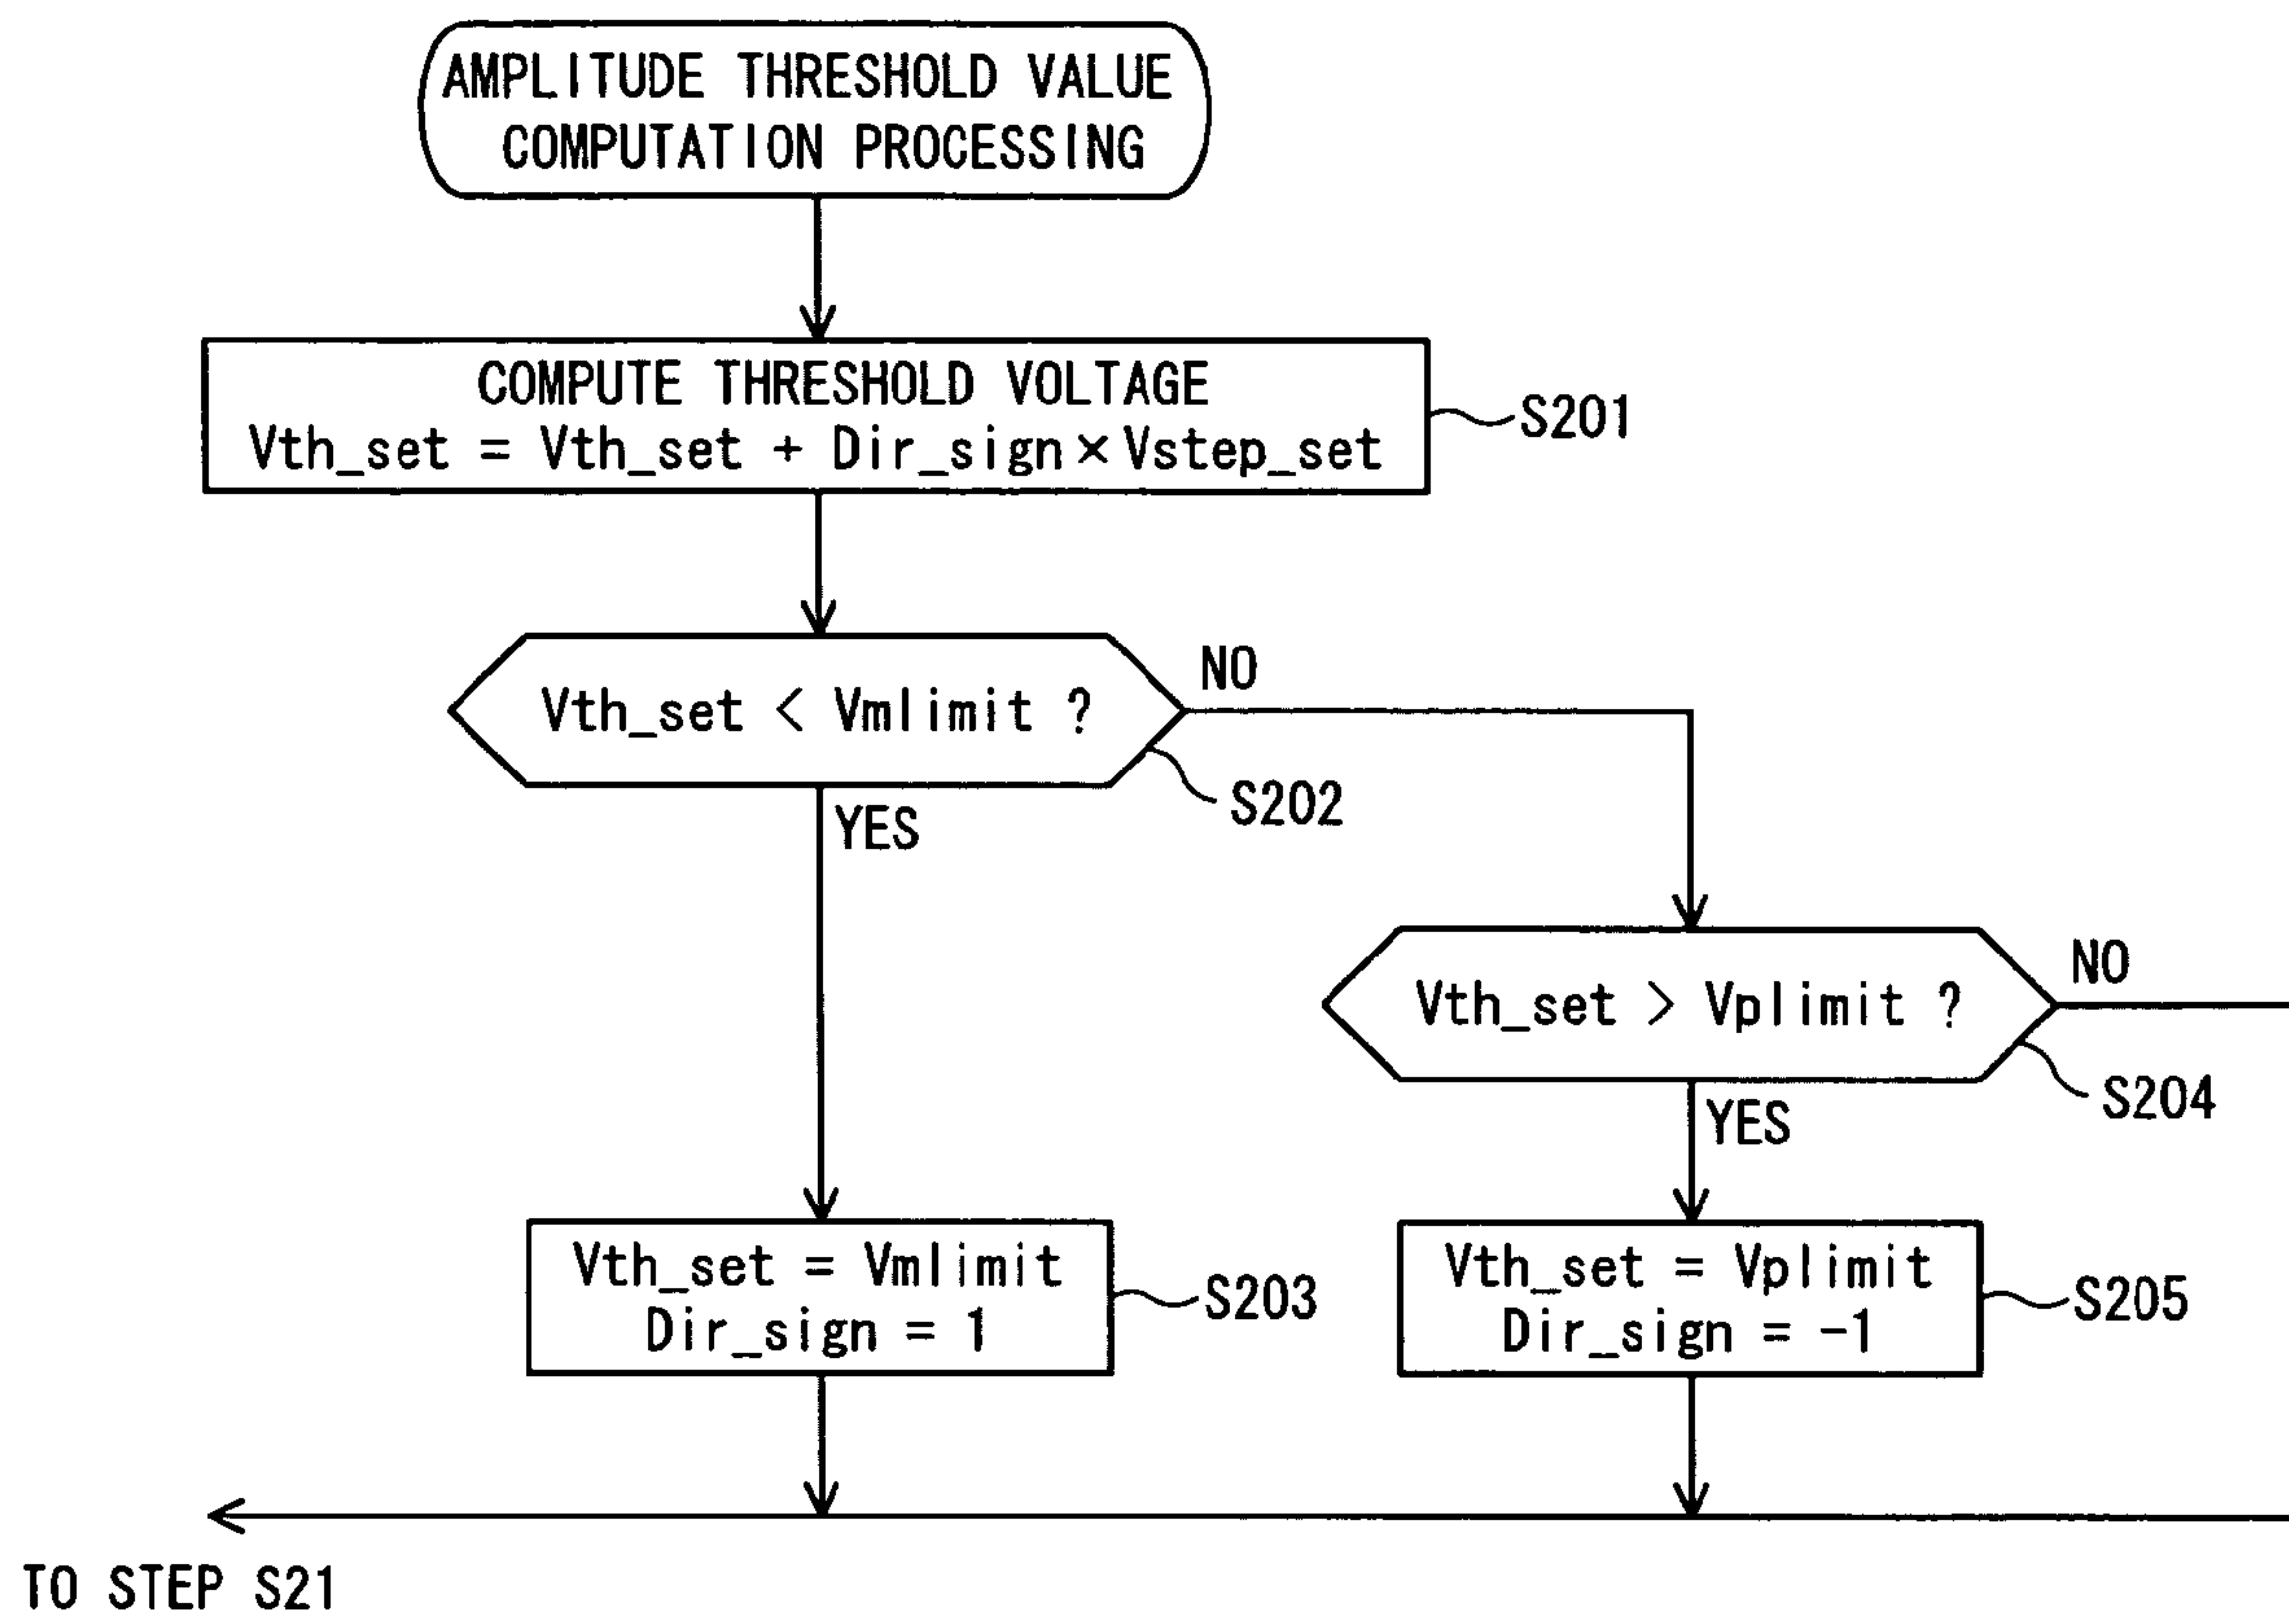 AMPLITUDE THRESHOLD VALUE
COMPUTATION PROCESSING
COMPUTE THRESHOLD VOLTAGE
Vth_set = Vth_set + Dir_sign × Vstep_set
S201
Vth_set < Vmlimit ?
NO
S202
YES
Vth_set > Vplimit ?
NO
S204
YES
Vth_set = Vmlimit
Dir_sign = 1
S203
Vth_set = Vplimit
Dir_sign = -1
S205
TO STEP S21